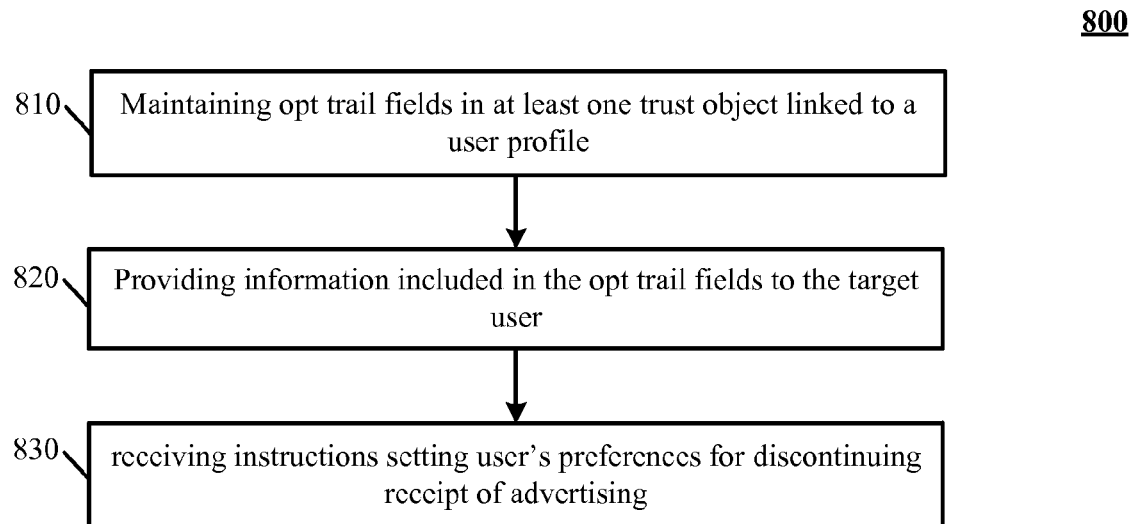 800
810
Maintaining opt trail fields in at least one trust object linked to a
user profile
820
Providing information included in the opt trail fields to the target
user
830
receiving instructions setting user's preferences for discontinuing
receipt of advertising